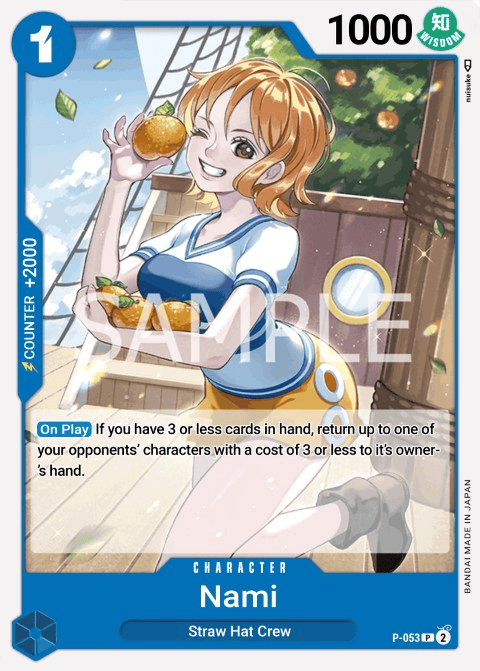 1
1000
知
WISDOM
nuisuke
COUNTER +2000
SAMPLE
On Play If you have 3 or less cards in hand, return up to one of
your opponents' characters with a cost of 3 or less to it's owner-
's hand.
BANDAI MADE IN JAPAN
CHARACTER
Nami
Straw Hat Crew
P-053 P 2